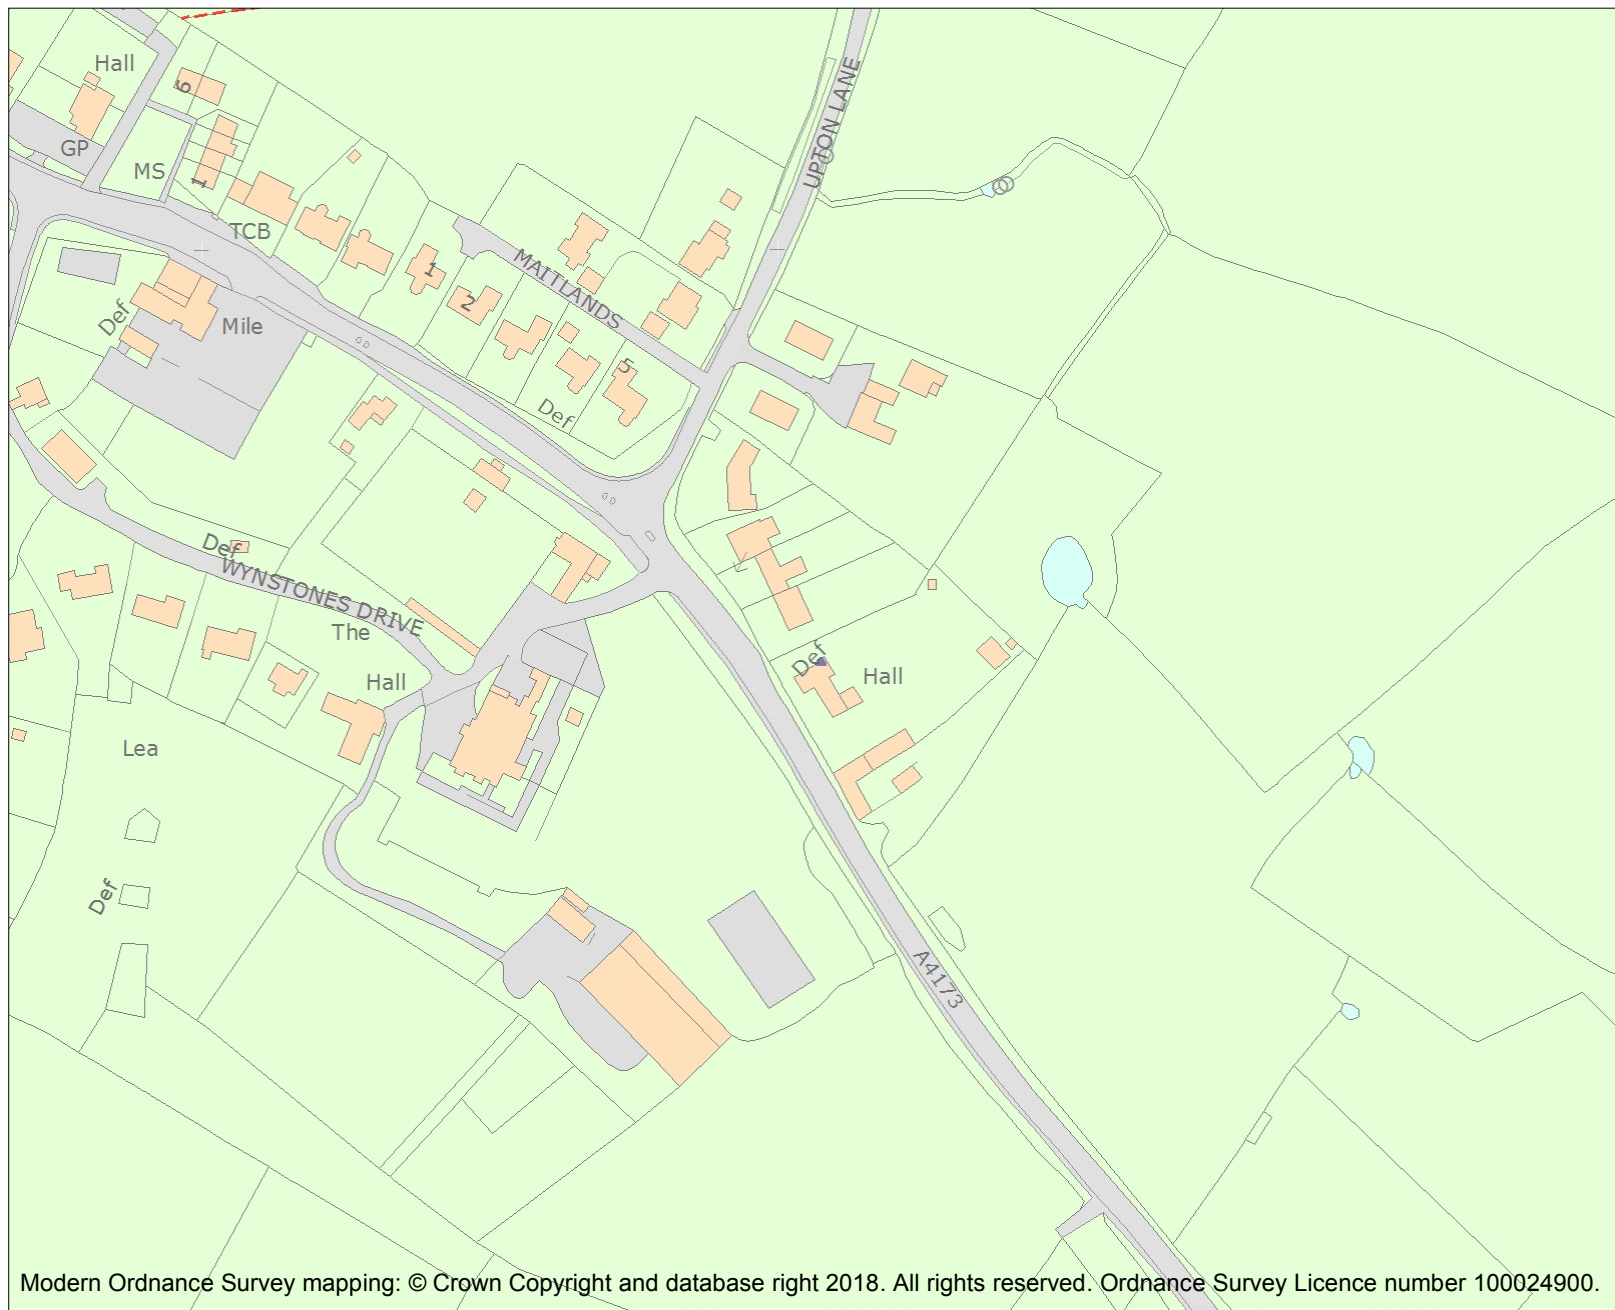 Hall
6
GP
MS
1
TCB
UPTON LANE
MAITLANDS
1
2
Def
Mile
5
Def
Def
WYNSTONES DRIVE
The
Hall
Def
Hall
Lea
Def
A4173
Modern Ordnance Survey mapping: © Crown Copyright and database right 2018. All rights reserved. Ordnance Survey Licence number 100024900.